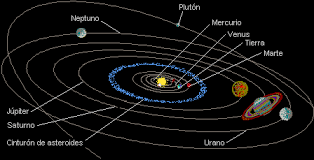 Plutón
Neptuno
Mercurio
Venus
Tierra
Marte
Júpiter
Saturno
Cinturón de asteroides
Urano